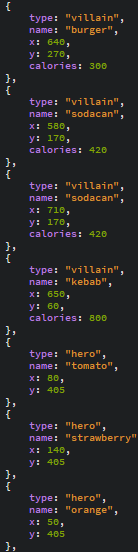 {
type: "villain",
name: "burger",
x: 640,
y: 270,
calories: 300
},
{
type: "villain",
name: "sodacan",
x: 580,
y: 170,
calories: 420
},
{
type: "villain",
name: "sodacan",
x: 710,
y: 170,
calories: 420
},
{
type: "villain",
name: "kebab",
x: 650,
y: 60,
calories: 800
},
{
type: "hero",
name: "tomato",
x: 80,
y: 405
},
{
type: "hero",
name: "strawberry"
x: 140,
y: 405
},
{
type: "hero",
name: "orange",
x: 50,
y: 405